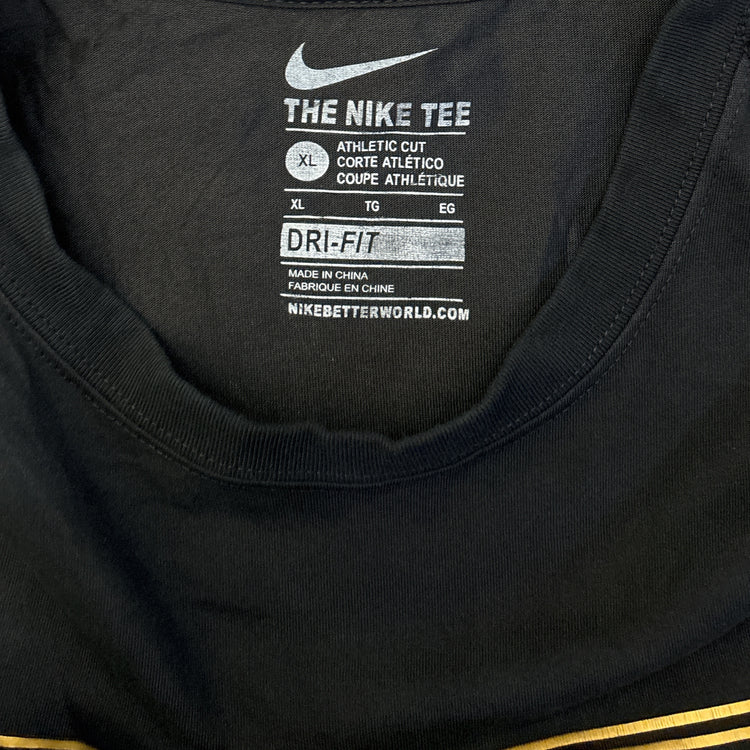 THE NIKE TEE
XL
ATHLETIC CUT
CORTE ATLÉTICO
COUPE ATHLÉTIQUE
XL TG EG
DRI-FIT
MADE IN CHINA
FABRIQUE EN CHINE
NIKEBETTERWORLD.COM